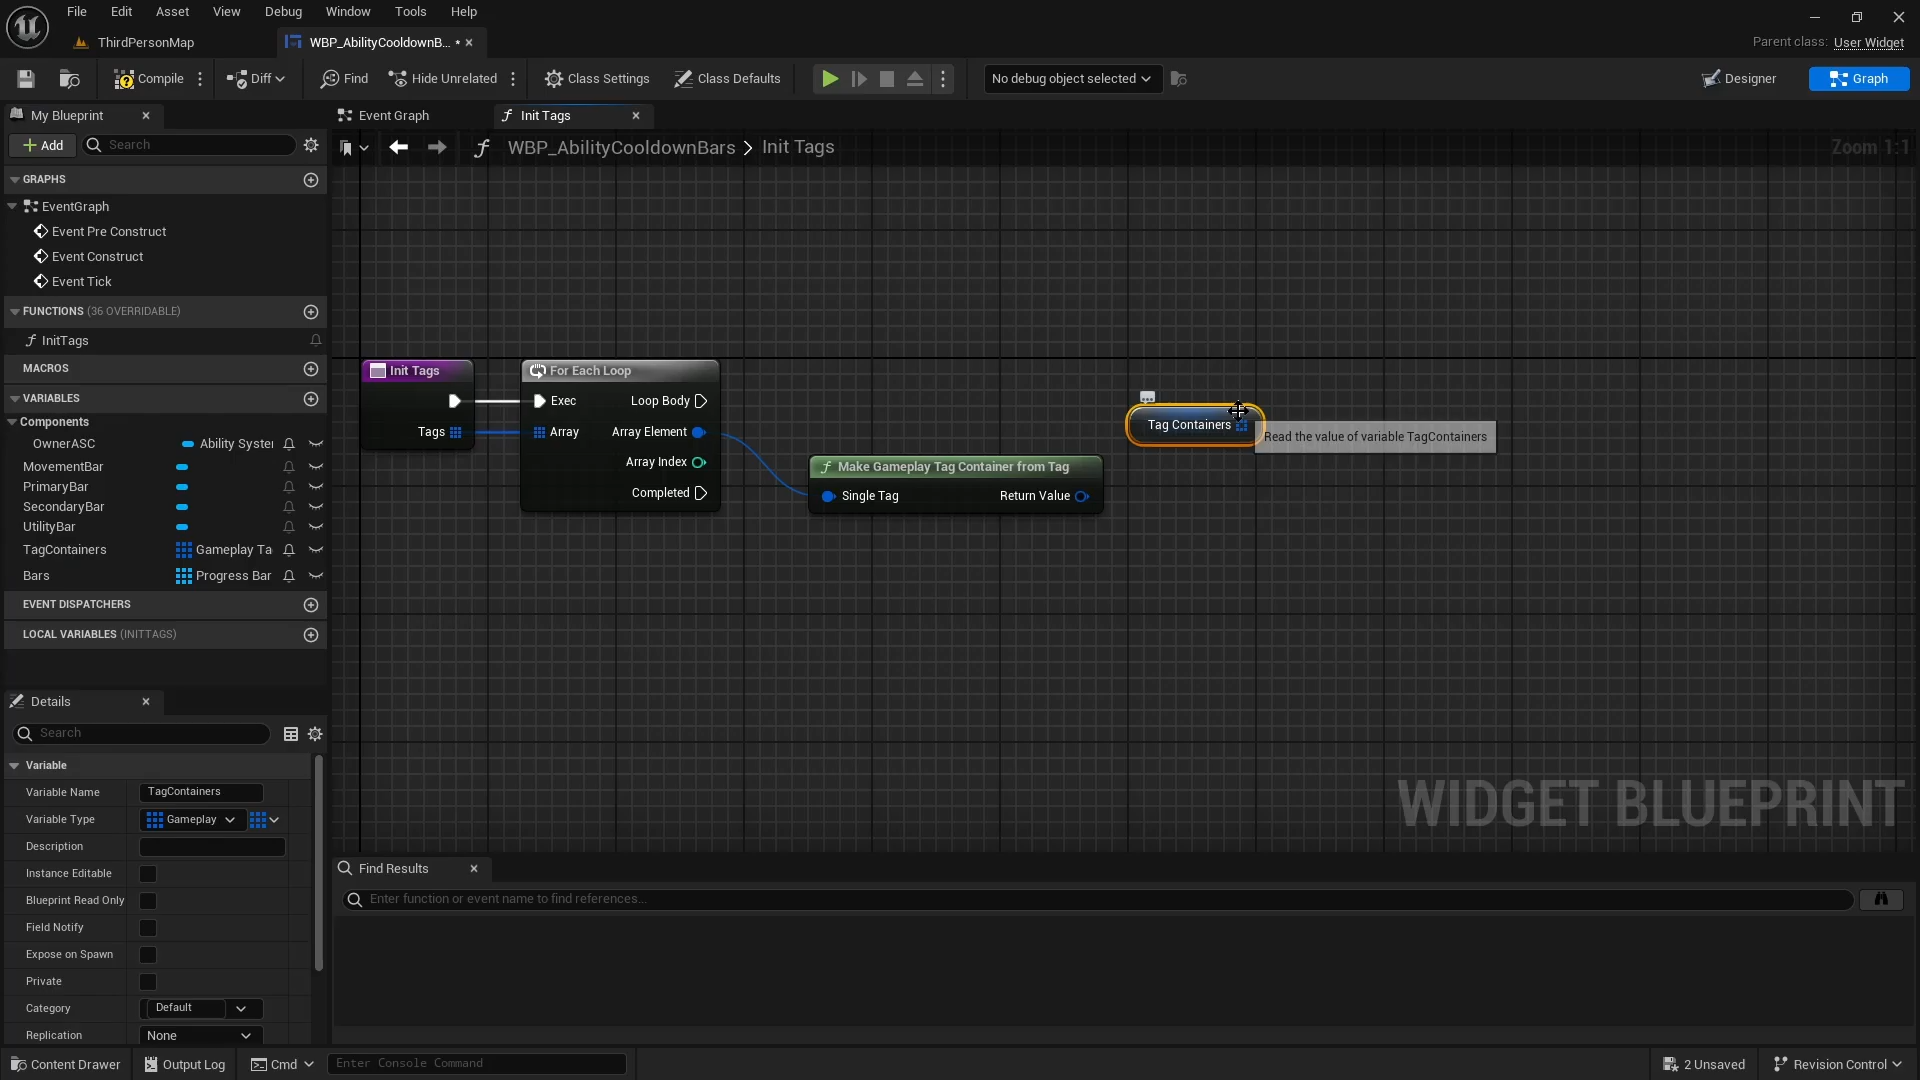 File Edit Asset View Debug Window Tools Help
ThirdPersonMap
WBP_AbilityCooldownB... •
Parent class: User Widget
Compile
Diff
Find
Hide Unrelated
Class Settings
Class Defaults
No debug object selected
Designer
Graph
My Blueprint
Event Graph
Init Tags
Add
Search
WBP_AbilityCooldownBars > Init Tags
Zoom 1:1
GRAPHS
EventGraph
Event Pre Construct
Event Construct
Event Tick
FUNCTIONS (36 OVERRIDABLE)
InitTags
MACROS
VARIABLES
Components
OwnerASC Ability Syster
MovementBar
PrimaryBar
SecondaryBar
UtilityBar
TagContainers Gameplay Ta
Bars Progress Bar
EVENT DISPATCHERS
LOCAL VARIABLES (INITTAGS)
Init Tags
Tags
For Each Loop
Exec Loop Body
Array Array Element
Array Index
Completed
Make Gameplay Tag Container from Tag
Single Tag Return Value
Tag Containers
Read the value of variable TagContainers
WIDGET BLUEPRINT
Details
Search
Variable
Variable Name TagContainers
Variable Type Gameplay
Description
Instance Editable
Blueprint Read Only
Field Notify
Expose on Spawn
Private
Category Default
Replication None
Find Results
Enter function or event name to find references...
Content Drawer
Output Log
Cmd
Enter Console Command
2 Unsaved
Revision Control